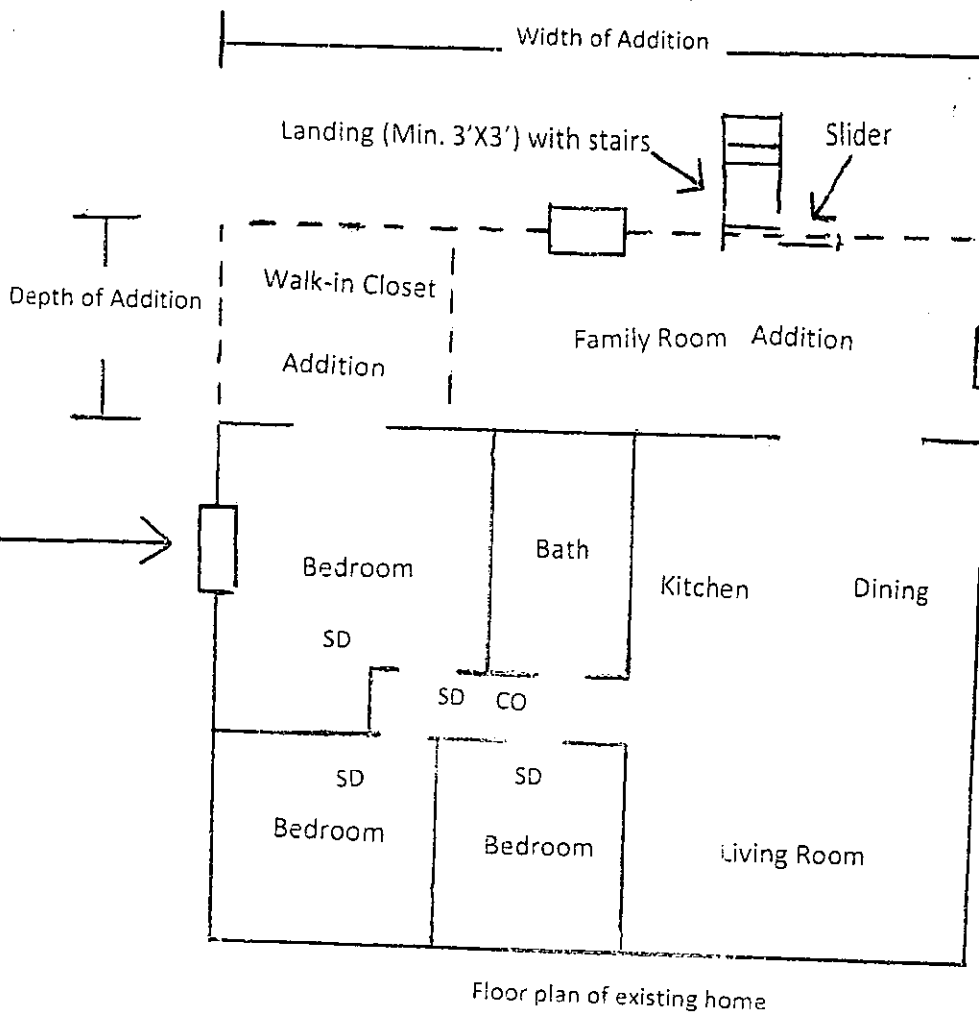 Width of Addition
Landing (Min. 3'X3') with stairs
Slider
Depth of Addition
Walk-in Closet
Addition
Family Room Addition
Bedroom
Bath
Kitchen
Dining
SD
SD CO
SD
SD
Bedroom
Bedroom
Living Room
Floor plan of existing home